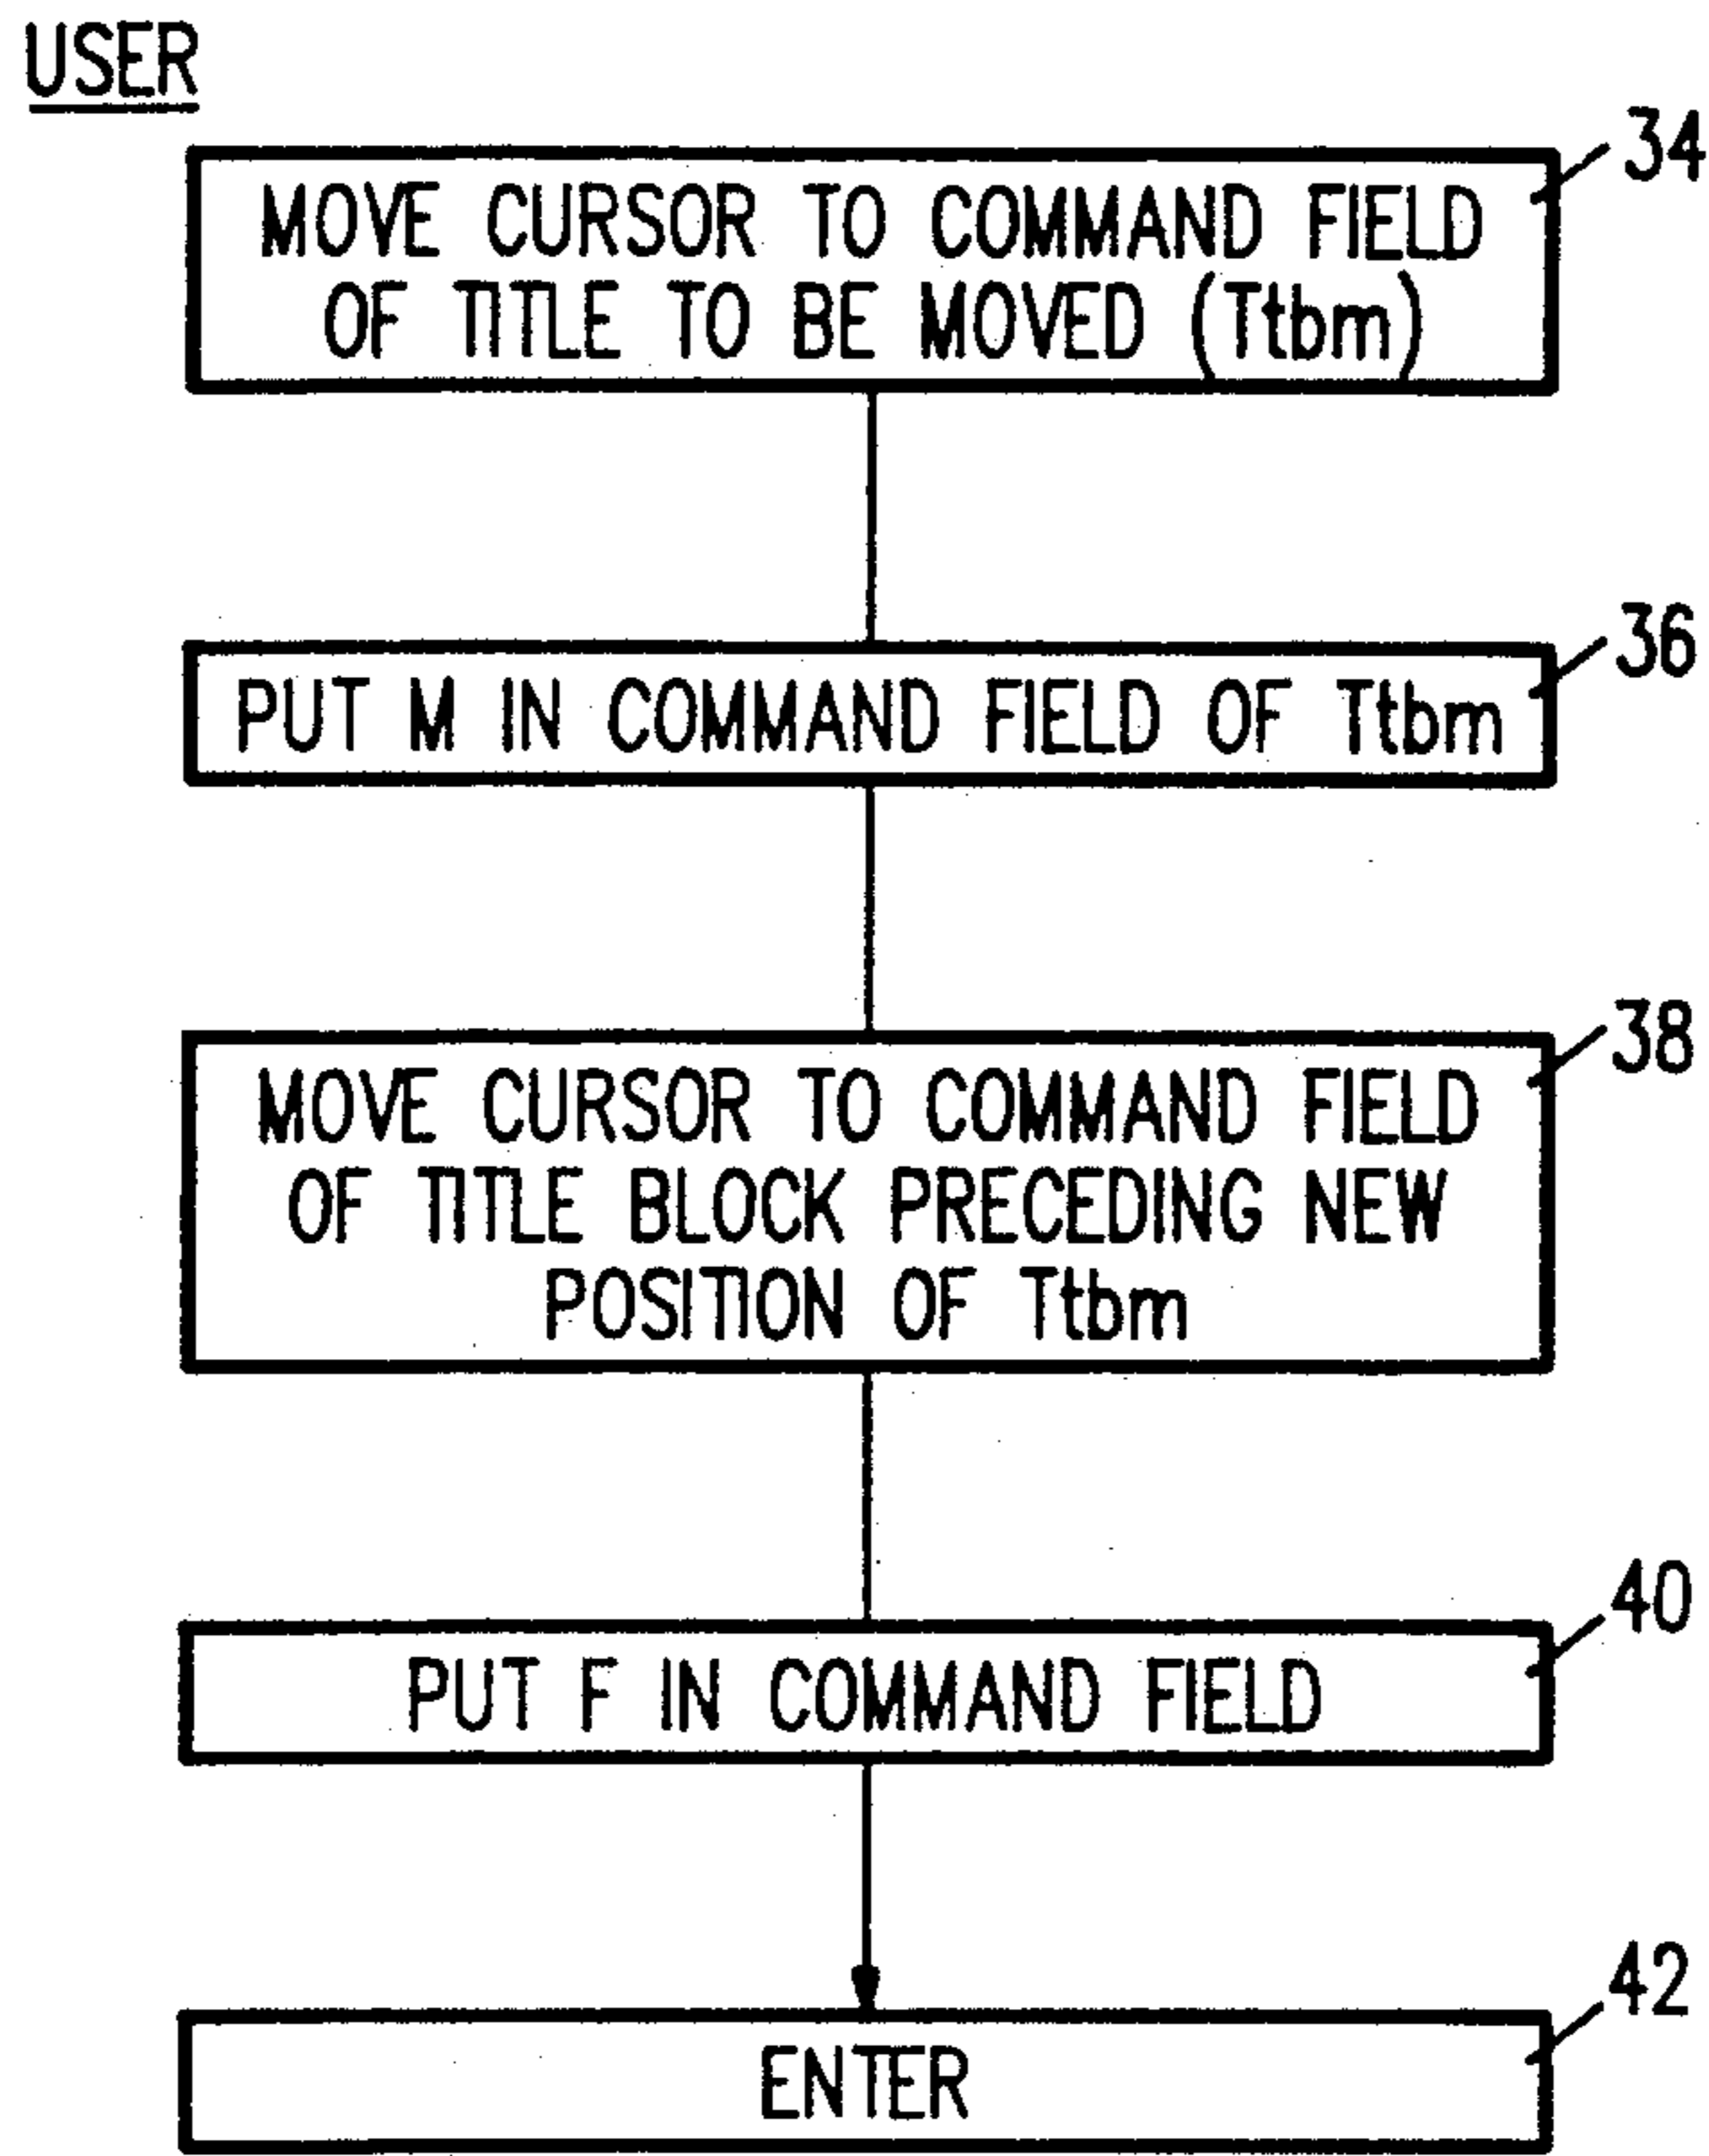 USER
34
MOVE CURSOR TO COMMAND FIELD
OF TITLE TO BE MOVED (Ttbm)
36
PUT M IN COMMAND FIELD OF Ttbm
38
MOVE CURSOR TO COMMAND FIELD
OF TITLE BLOCK PRECEDING NEW
POSITION OF Ttbm
40
PUT F IN COMMAND FIELD
42
ENTER